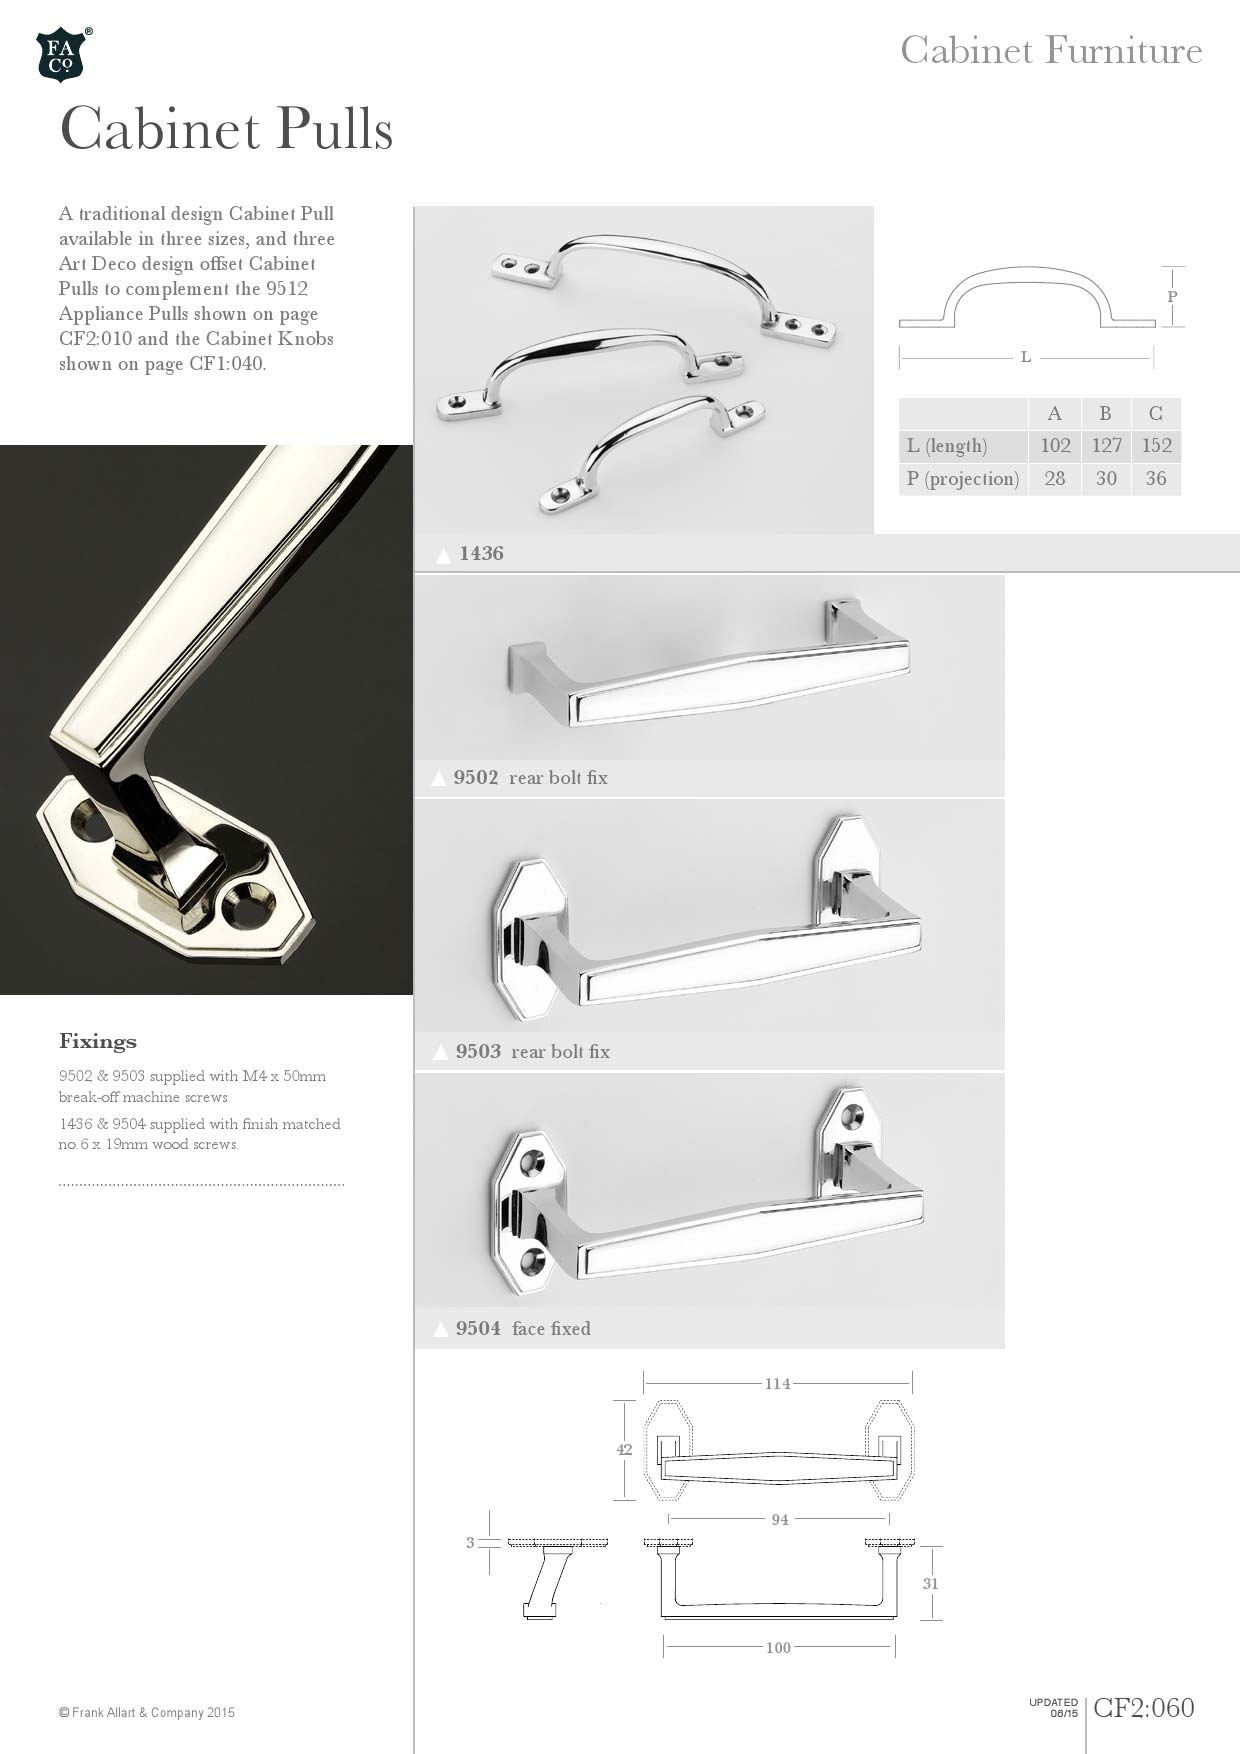 FA
Co
®
Cabinet Furniture
Cabinet Pulls
A traditional design Cabinet Pull
available in three sizes, and three
Art Deco design offset Cabinet
Pulls to complement the 9512
Appliance Pulls shown on page
CF2:010 and the Cabinet Knobs
shown on page CF1:040.
P
L
A B C
L (length) 102 127 152
P (projection) 28 30 36
1436
9502 rear bolt fix
9503 rear bolt fix
9504 face fixed
Fixings
9502 & 9503 supplied with M4 x 50mm
break-off machine screws.
1436 & 9504 supplied with finish matched
no.6 x 19mm wood screws.
114
42
94
3
31
100
© Frank Allart & Company 2015
UPDATED
06/15
CF2:060